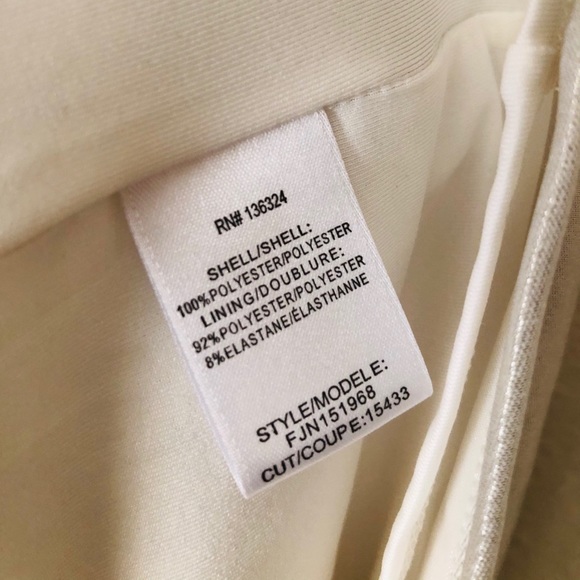 RN# 136324
SHELL/SHELL:
100%POLYESTER/POLYESTER
LINING/DOUBLURE:
92%POLYESTER/POLYESTER
8%ELASTANE/ÉLASTHANNE
STYLE/MODELE:
FJN151968
CUT/COUPE:15433